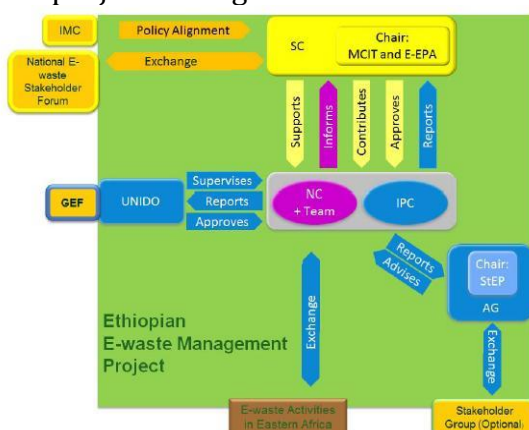 IMC
Policy Alignment
SC
Chair:
MCIT and E-EPA
National E-
waste
Stakeholder
Forum
Exchange
Supports
Informs
Contributes
Approves
Reports
GEF
UNIDO
Supervises
Reports
Approves
NC
+ Team
IPC
Reports
Advises
Chair:
StEP
AG
Exchange
Exchange
Ethiopian
E-waste Management
Project
E-waste Activities
in Eastern Africa
Stakeholder
Group (Optional)